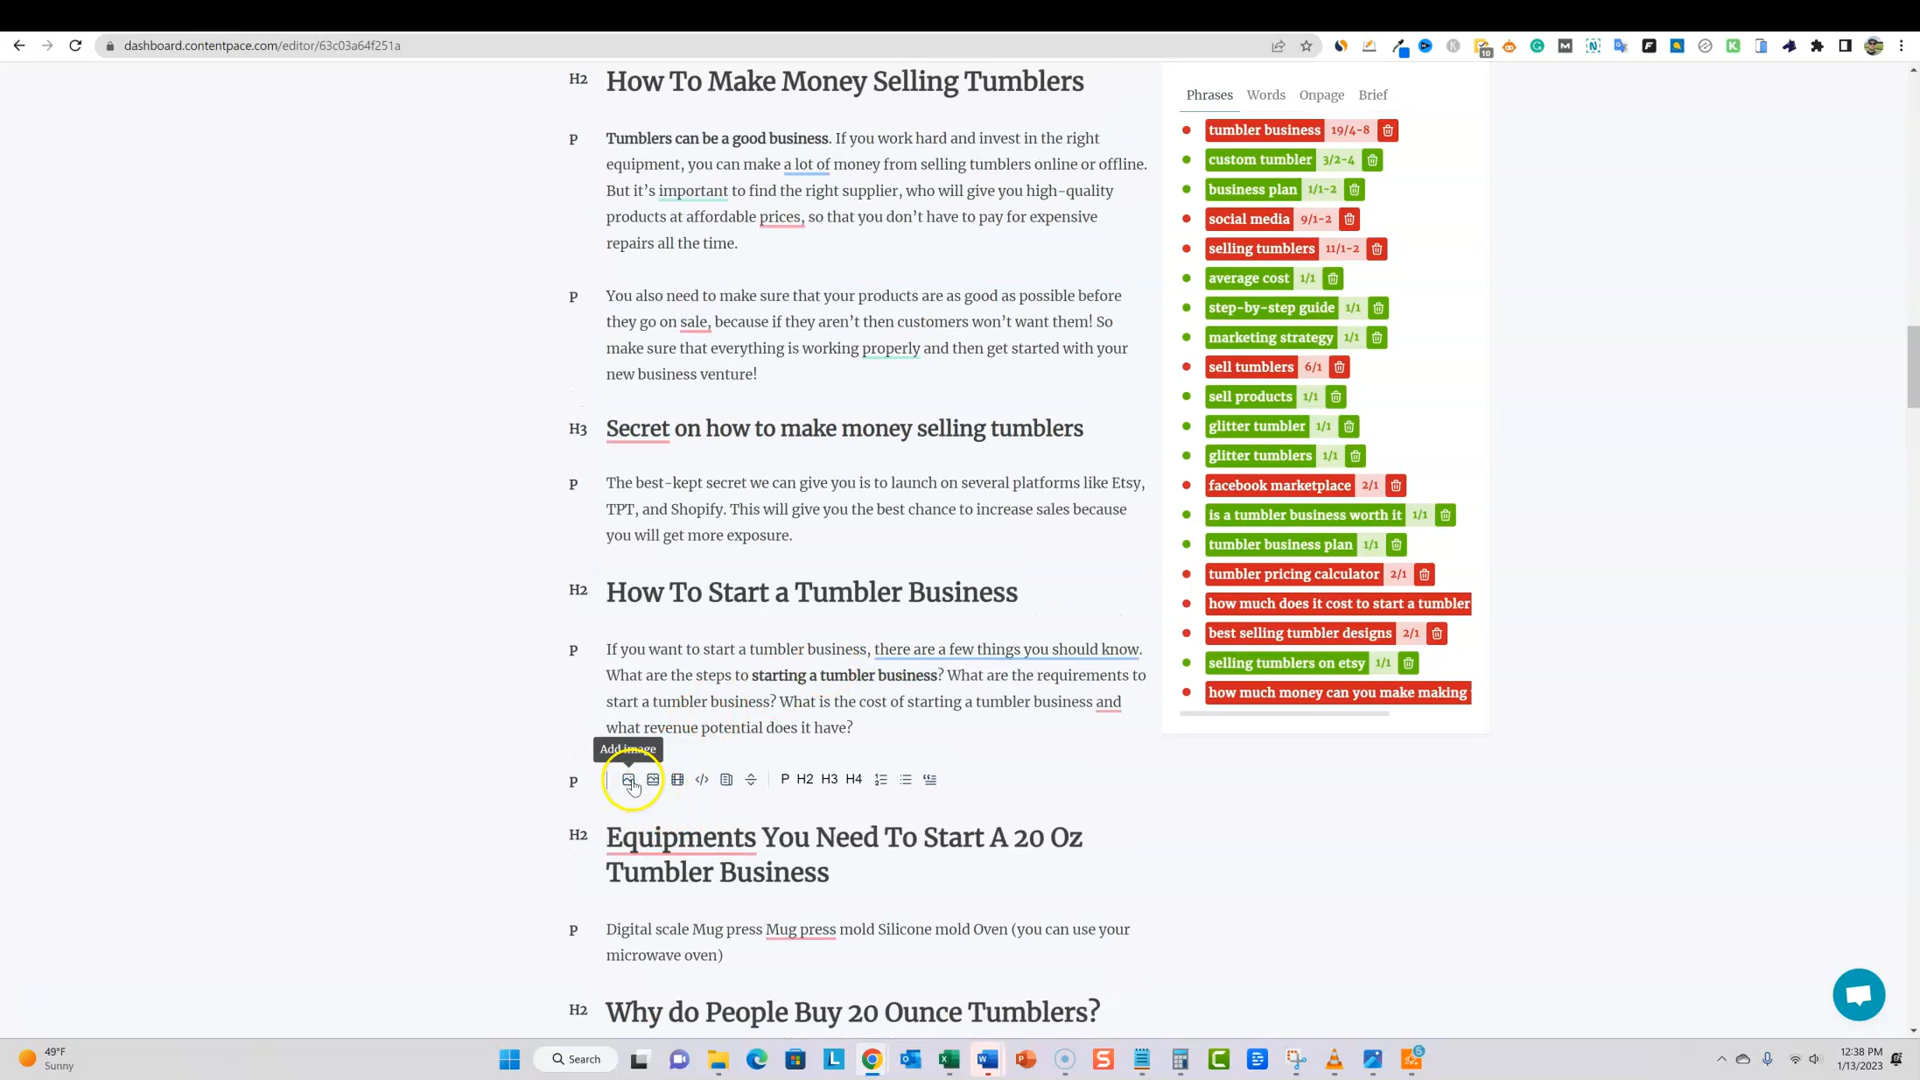 dashboard.contentpace.com/editor/63c03a64f251a
10
H2 How To Make Money Selling Tumblers
P Tumblers can be a good business. If you work hard and invest in the right
equipment, you can make a lot of money from selling tumblers online or offline.
But it's important to find the right supplier, who will give you high-quality
products at affordable prices, so that you don't have to pay for expensive
repairs all the time.
P You also need to make sure that your products are as good as possible before
they go on sale, because if they aren't then customers won't want them! So
make sure that everything is working properly and then get started with your
new business venture!
H3 Secret on how to make money selling tumblers
P The best-kept secret we can give you is to launch on several platforms like Etsy,
TPT, and Shopify. This will give you the best chance to increase sales because
you will get more exposure.
H2 How To Start a Tumbler Business
P If you want to start a tumbler business, there are a few things you should know.
What are the steps to starting a tumbler business? What are the requirements to
start a tumbler business? What is the cost of starting a tumbler business and
what revenue potential does it have?
Add image
P
P H2 H3 H4
H2 Equipments You Need To Start A 20 Oz
Tumbler Business
P Digital scale Mug press Mug press mold Silicone mold Oven (you can use your
microwave oven)
H2 Why do People Buy 20 Ounce Tumblers?
Phrases Words Onpage Brief
tumbler business 19/4-8
custom tumbler 3/2-4
business plan 1/1-2
social media 9/1-2
selling tumblers 11/1-2
average cost 1/1
step-by-step guide 1/1
marketing strategy 1/1
sell tumblers 6/1
sell products 1/1
glitter tumbler 1/1
glitter tumblers 1/1
facebook marketplace 2/1
is a tumbler business worth it 1/1
tumbler business plan 1/1
tumbler pricing calculator 2/1
how much does it cost to start a tumbler
best selling tumbler designs 2/1
selling tumblers on etsy 1/1
how much money can you make making
49°F
Sunny
Search
5
12:38 PM
1/13/2023